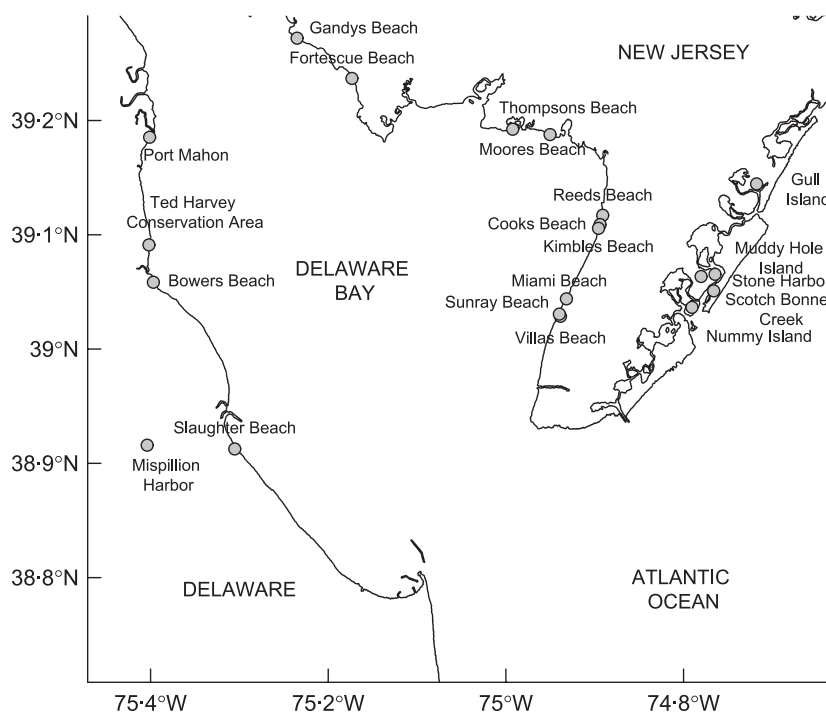 Gandys Beach
Fortescue Beach
NEW JERSEY
39·2°N
Thompsons Beach
Moores Beach
Port Mahon
Gull
Island
Ted Harvey
Conservation Area
Reeds Beach
39·1°N
Cooks Beach
Kimbles Beach
Muddy Hole
Island
DELAWARE
BAY
Bowers Beach
Miami Beach
Stone Harbo
Sunray Beach
Scotch Bonne
Creek
Villas Beach
Nummy Island
39°N
Slaughter Beach
38·9°N
Mispillion
Harbor
38·8°N
DELAWARE
ATLANTIC
OCEAN
75·4°W
75·2°W
75°W
74·8°W